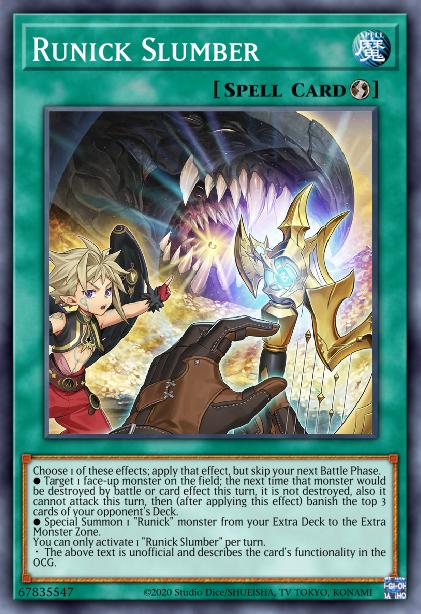 RUNICK SLUMBER
SPELL
魔
[SPELL CARD]
Choose 1 of these effects; apply that effect, but skip your next Battle Phase.
● Target 1 face-up monster on the field; the next time that monster would
be destroyed by battle or card effect this turn, it is not destroyed, also it
cannot attack this turn, then (after applying this effect) banish the top 3
cards of your opponent's Deck.
● Special Summon 1 "Runick" monster from your Extra Deck to the Extra
Monster Zone.
You can only activate 1 "Runick Slumber" per turn.
· The above text is unofficial and describes the card's functionality in the
OCG.
67835547
©2020 Studio Dice/SHUEISHA, TV TOKYO, KONAMI